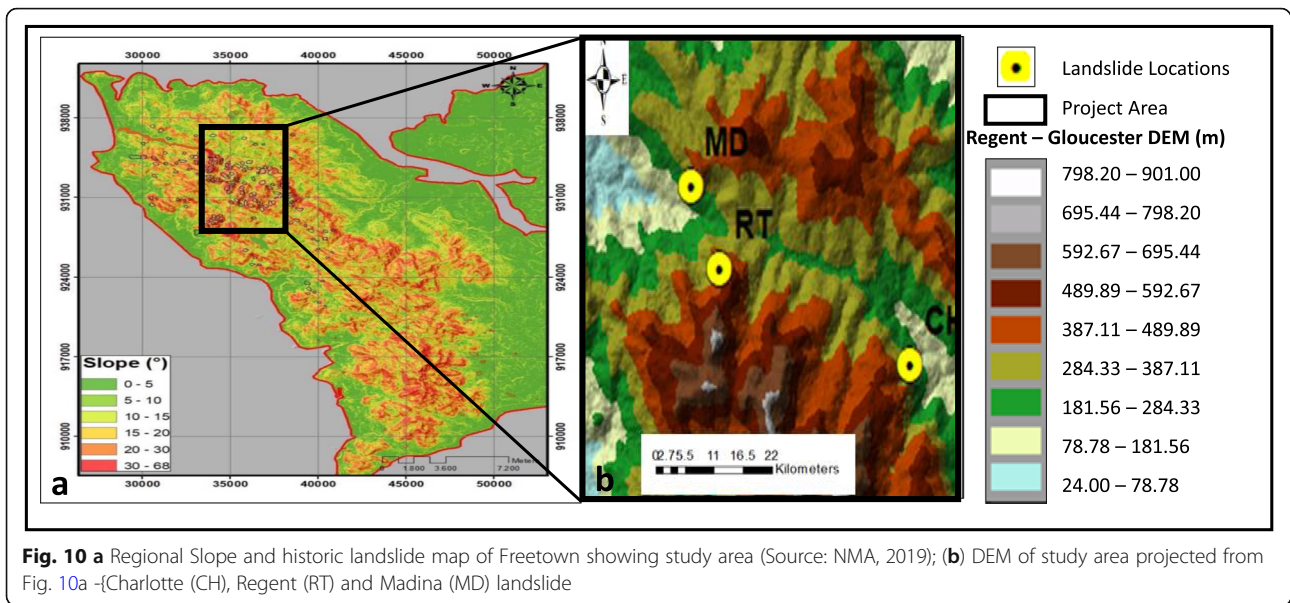 30000 35000 40000 45000 50000
N
W E
S
938000 938000
931000 931000
924000 924000
917000 917000
910000 910000
Slope (°)
0 - 5
5 - 10
10 - 15
15 - 20
20 - 30
30 - 68
Meters
0 1,800 3,600 7,200
a
30000 35000 40000 45000 50000
N
E
S
MD
RT
CH
02.75.5 11 16.5 22
Kilometers
b
Landslide Locations
Project Area
Regent – Gloucester DEM (m)
798.20 – 901.00
695.44 – 798.20
592.67 – 695.44
489.89 – 592.67
387.11 – 489.89
284.33 – 387.11
181.56 – 284.33
78.78 – 181.56
24.00 – 78.78
Fig. 10 a Regional Slope and historic landslide map of Freetown showing study area (Source: NMA, 2019); (b) DEM of study area projected from
Fig. 10a -{Charlotte (CH), Regent (RT) and Madina (MD) landslide